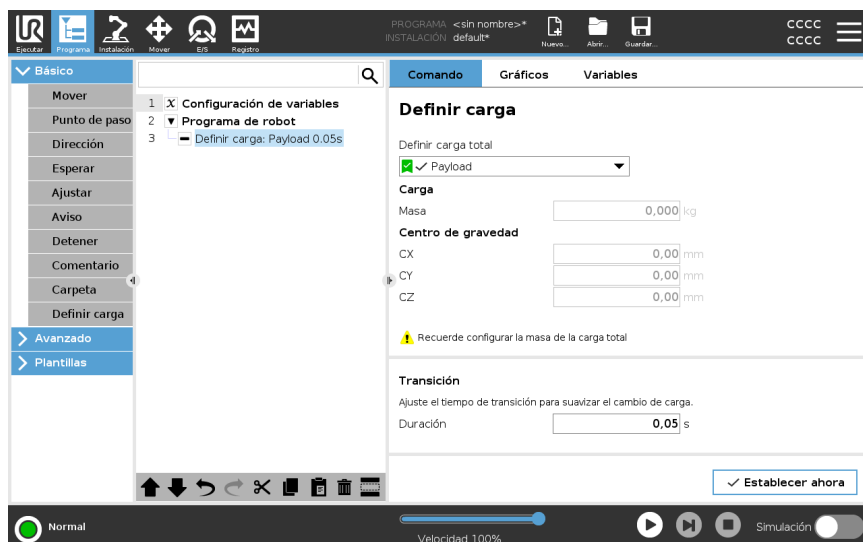 UR
Ejecutar
Programa
Instalación
Mover
E/S
Registro
PROGRAMA <sin nombre>*
INSTALACIÓN default*
Nuevo...
Abrir...
Guardar...
cccc
cccc
Básico
Mover
Punto de paso
Dirección
Esperar
Ajustar
Aviso
Detener
Comentario
Carpeta
Definir carga
Avanzado
Plantillas
1 X Configuración de variables
2 Programa de robot
3 Definir carga: Payload 0.05s
Comando Gráficos Variables
Definir carga
Definir carga total
Payload
Carga
Masa 0,000 kg
Centro de gravedad
CX 0,00 mm
CY 0,00 mm
CZ 0,00 mm
Recuerde configurar la masa de la carga total
Transición
Ajuste el tiempo de transición para suavizar el cambio de carga.
Duración 0,05 s
Establecer ahora
Normal
Velocidad 100%
Simulación